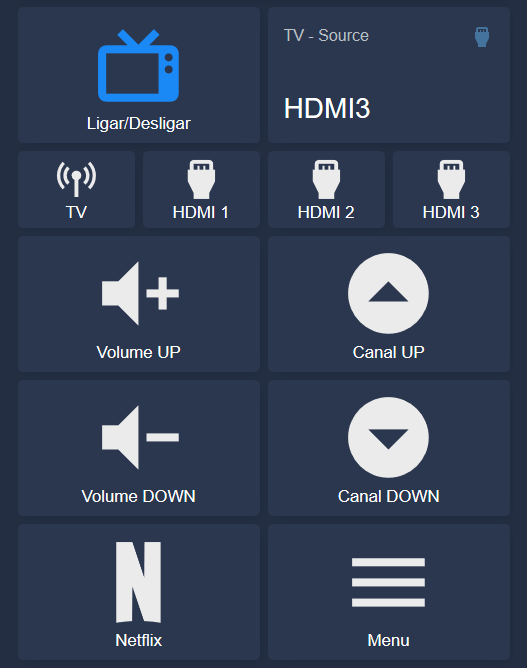 Ligar/Desligar
TV - Source
HDMI3
TV
HDMI 1
HDMI 2
HDMI 3
Volume UP
Canal UP
Volume DOWN
Canal DOWN
Netflix
Menu